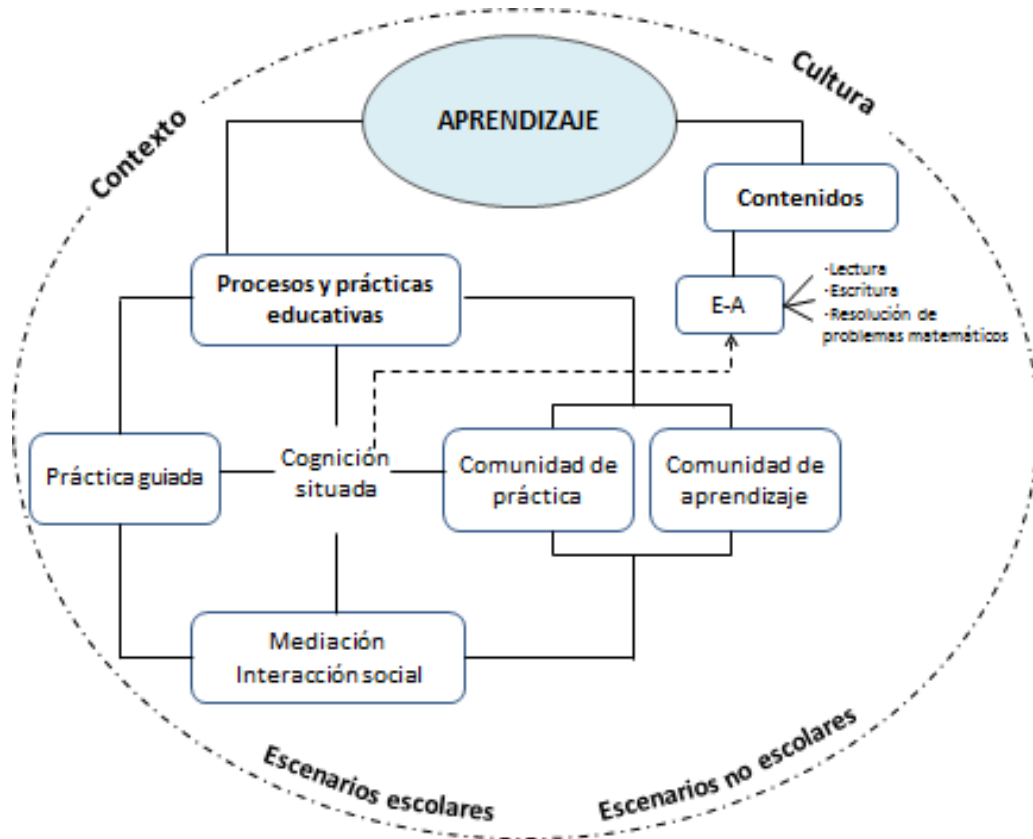 Contexto
Cultura
APRENDIZAJE
Contenidos
Procesos y prácticas
educativas
E-A
-Lectura
-Escritura
-Resolución de
problemas matemáticos
Práctica guiada
Cognición
situada
Comunidad de
práctica
Comunidad de
aprendizaje
Mediación
Interacción social
Escenarios escolares
Escenarios no escolares